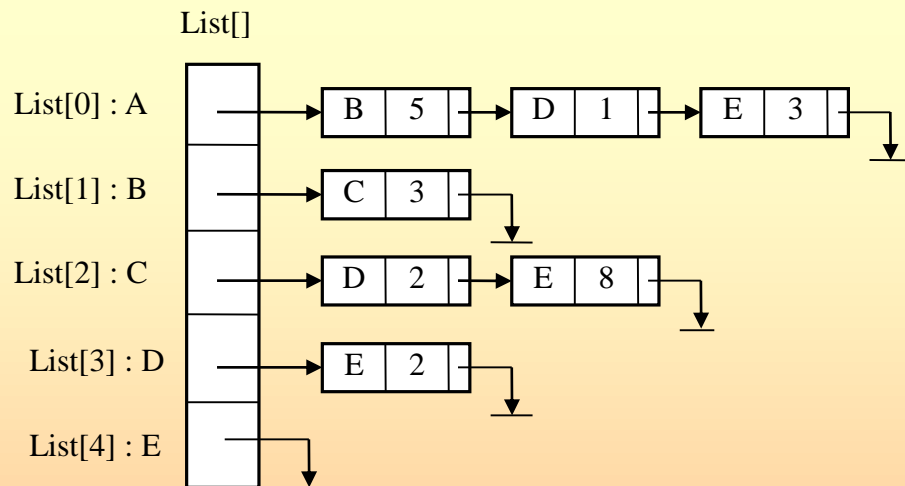 List[]
List[0] : A B 5 D 1 E 3
List[1] : B C 3
List[2] : C D 2 E 8
List[3] : D E 2
List[4] : E